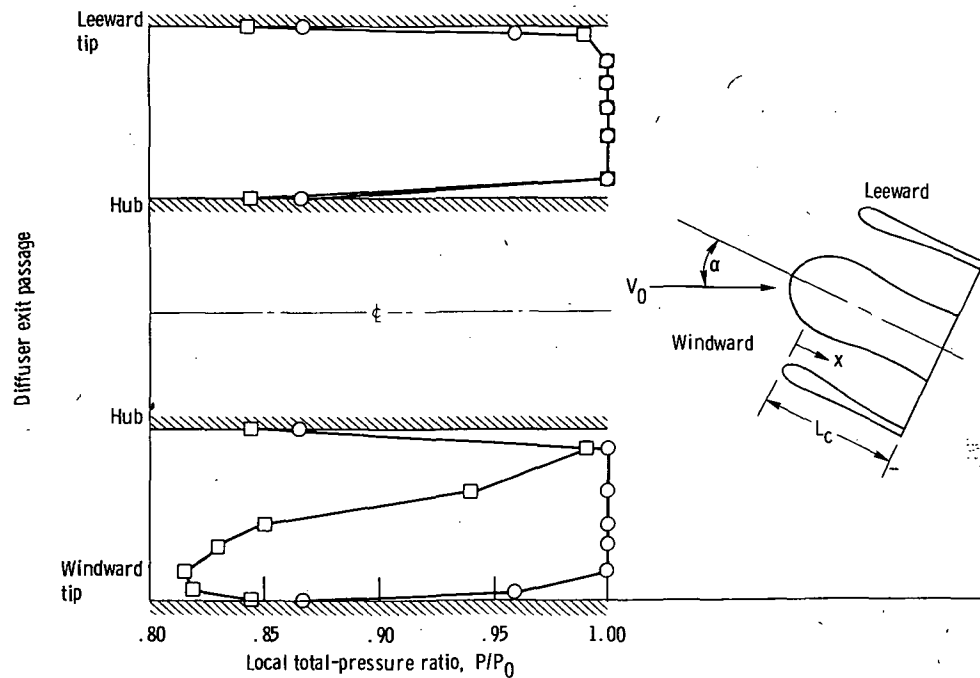 Leeward
tip
Hub
Diffuser exit passage
℄
Hub
Windward
tip
.80
.85
.90
.95
1.00
Local total-pressure ratio, P/P₀
Leeward
α
V₀
Windward
x
L_c